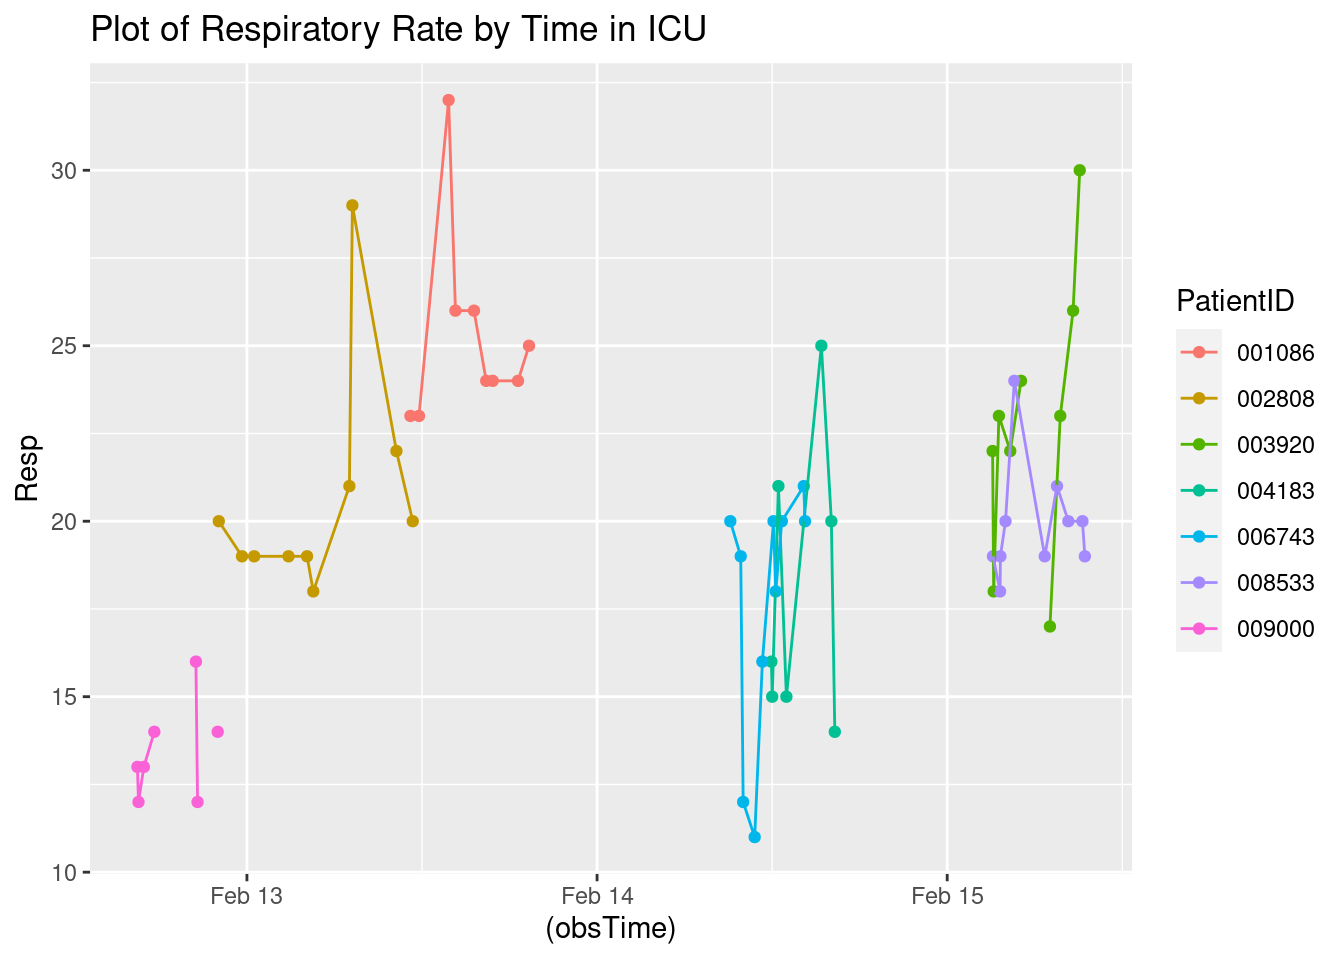 Plot of Respiratory Rate by Time in ICU
Resp
30
25
20
15
10
Feb 13
Feb 14
Feb 15
(obsTime)
PatientID
001086
002808
003920
004183
006743
008533
009000